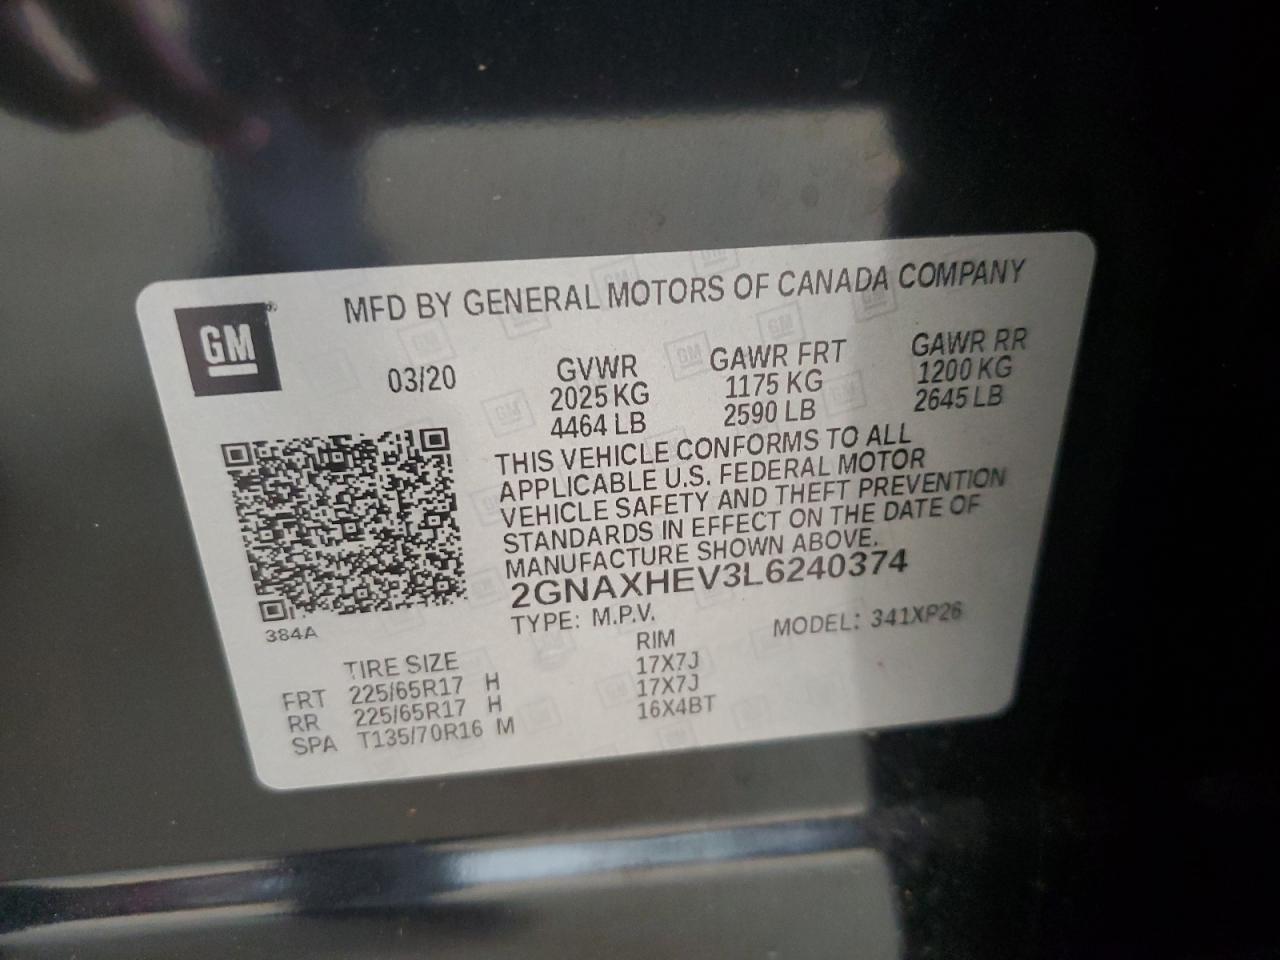 GM®
MFD BY GENERAL MOTORS OF CANADA COMPANY
03/20
GVWR
2025 KG
4464 LB
GAWR FRT
1175 KG
2590 LB
GAWR RR
1200 KG
2645 LB
THIS VEHICLE CONFORMS TO ALL
APPLICABLE U.S. FEDERAL MOTOR
VEHICLE SAFETY AND THEFT PREVENTION
STANDARDS IN EFFECT ON THE DATE OF
MANUFACTURE SHOWN ABOVE.
2GNAXHEV3L6240374
TYPE: M.P.V.
MODEL: 341XP26
384A
TIRE SIZE RIM
FRT 225/65R17 H 17X7J
RR 225/65R17 H 17X7J
SPA T135/70R16 M 16X4BT